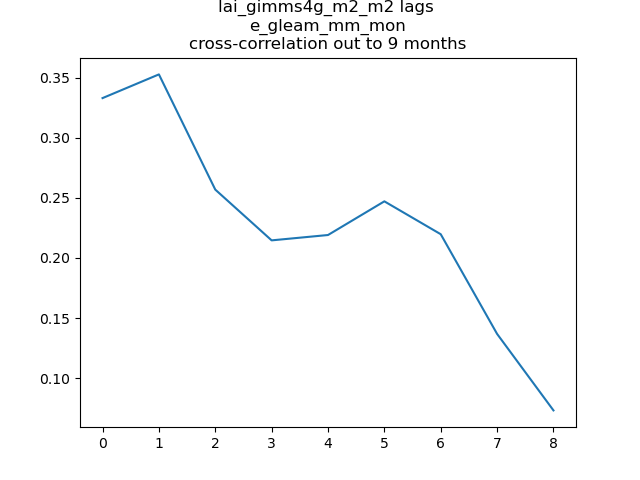 lai_gimms4g_m2_m2 lags
e_gleam_mm_mon
cross-correlation out to 9 months
0.35
0.30
0.25
0.20
0.15
0.10
0 1 2 3 4 5 6 7 8